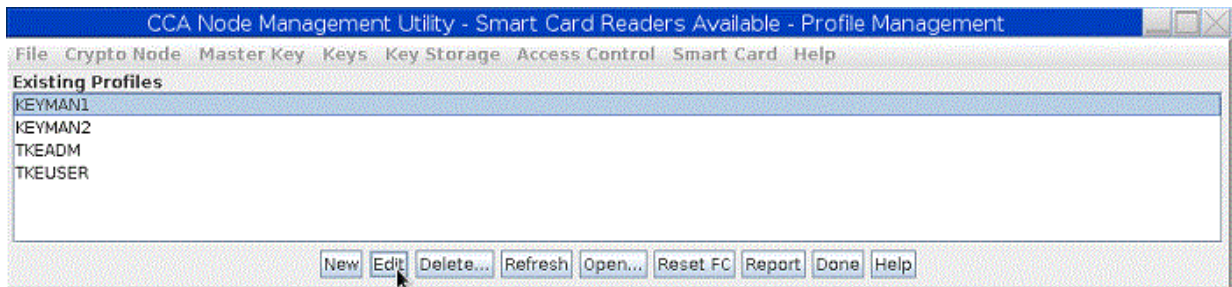 CCA Node Management Utility - Smart Card Readers Available - Profile Management
File Crypto Node Master Key Keys Key Storage Access Control Smart Card Help
Existing Profiles
KEYMAN1
KEYMAN2
TKEADM
TKEUSER
New Edit Delete... Refresh Open... Reset FC Report Done Help